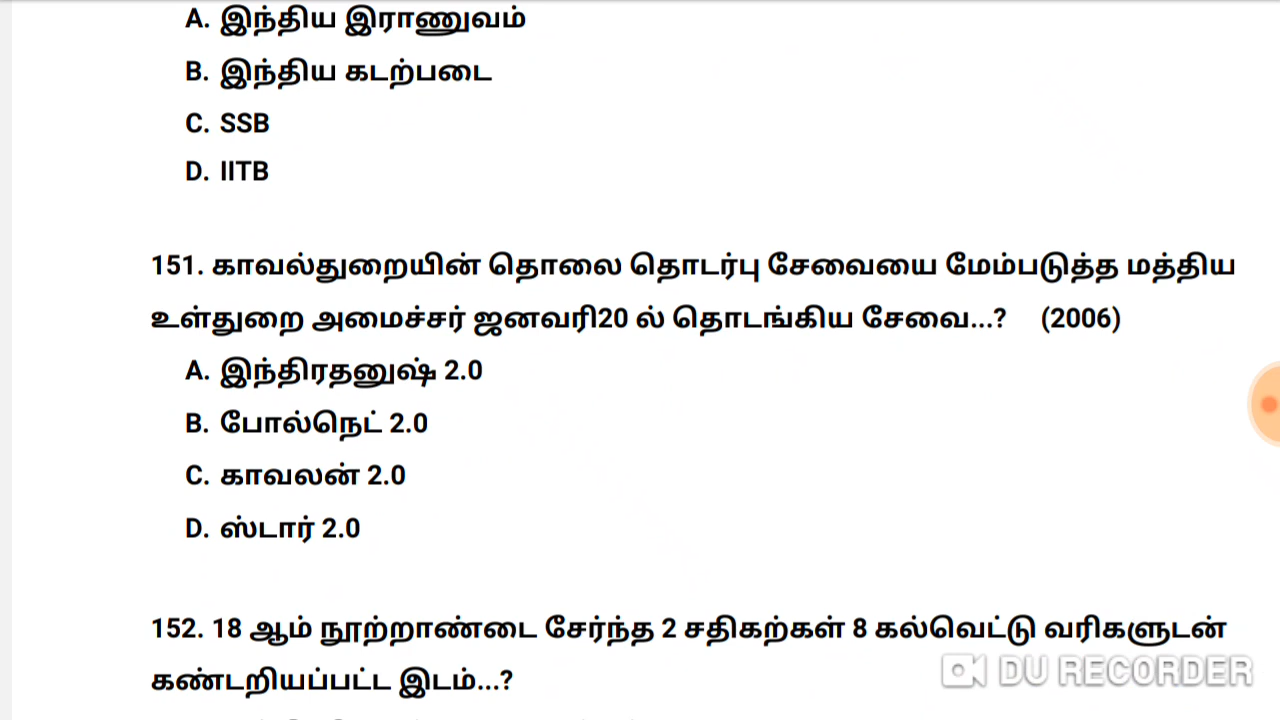 A. இந்திய இராணுவம்
B. இந்திய கடற்படை
C. SSB
D. IITB
151. காவல்துறையின் தொலை தொடர்பு சேவையை மேம்படுத்த மத்திய
உள்துறை அமைச்சர் ஜனவரி20 ல் தொடங்கிய சேவை...? (2006)
A. இந்திரதனுஷ் 2.0
B. போல்நெட் 2.0
C. காவலன் 2.0
D. ஸ்டார் 2.0
152. 18 ஆம் நூற்றாண்டை சேர்ந்த 2 சதிகற்கள் 8 கல்வெட்டு வரிகளுடன்
கண்டறியப்பட்ட இடம்...?
DU RECORDER